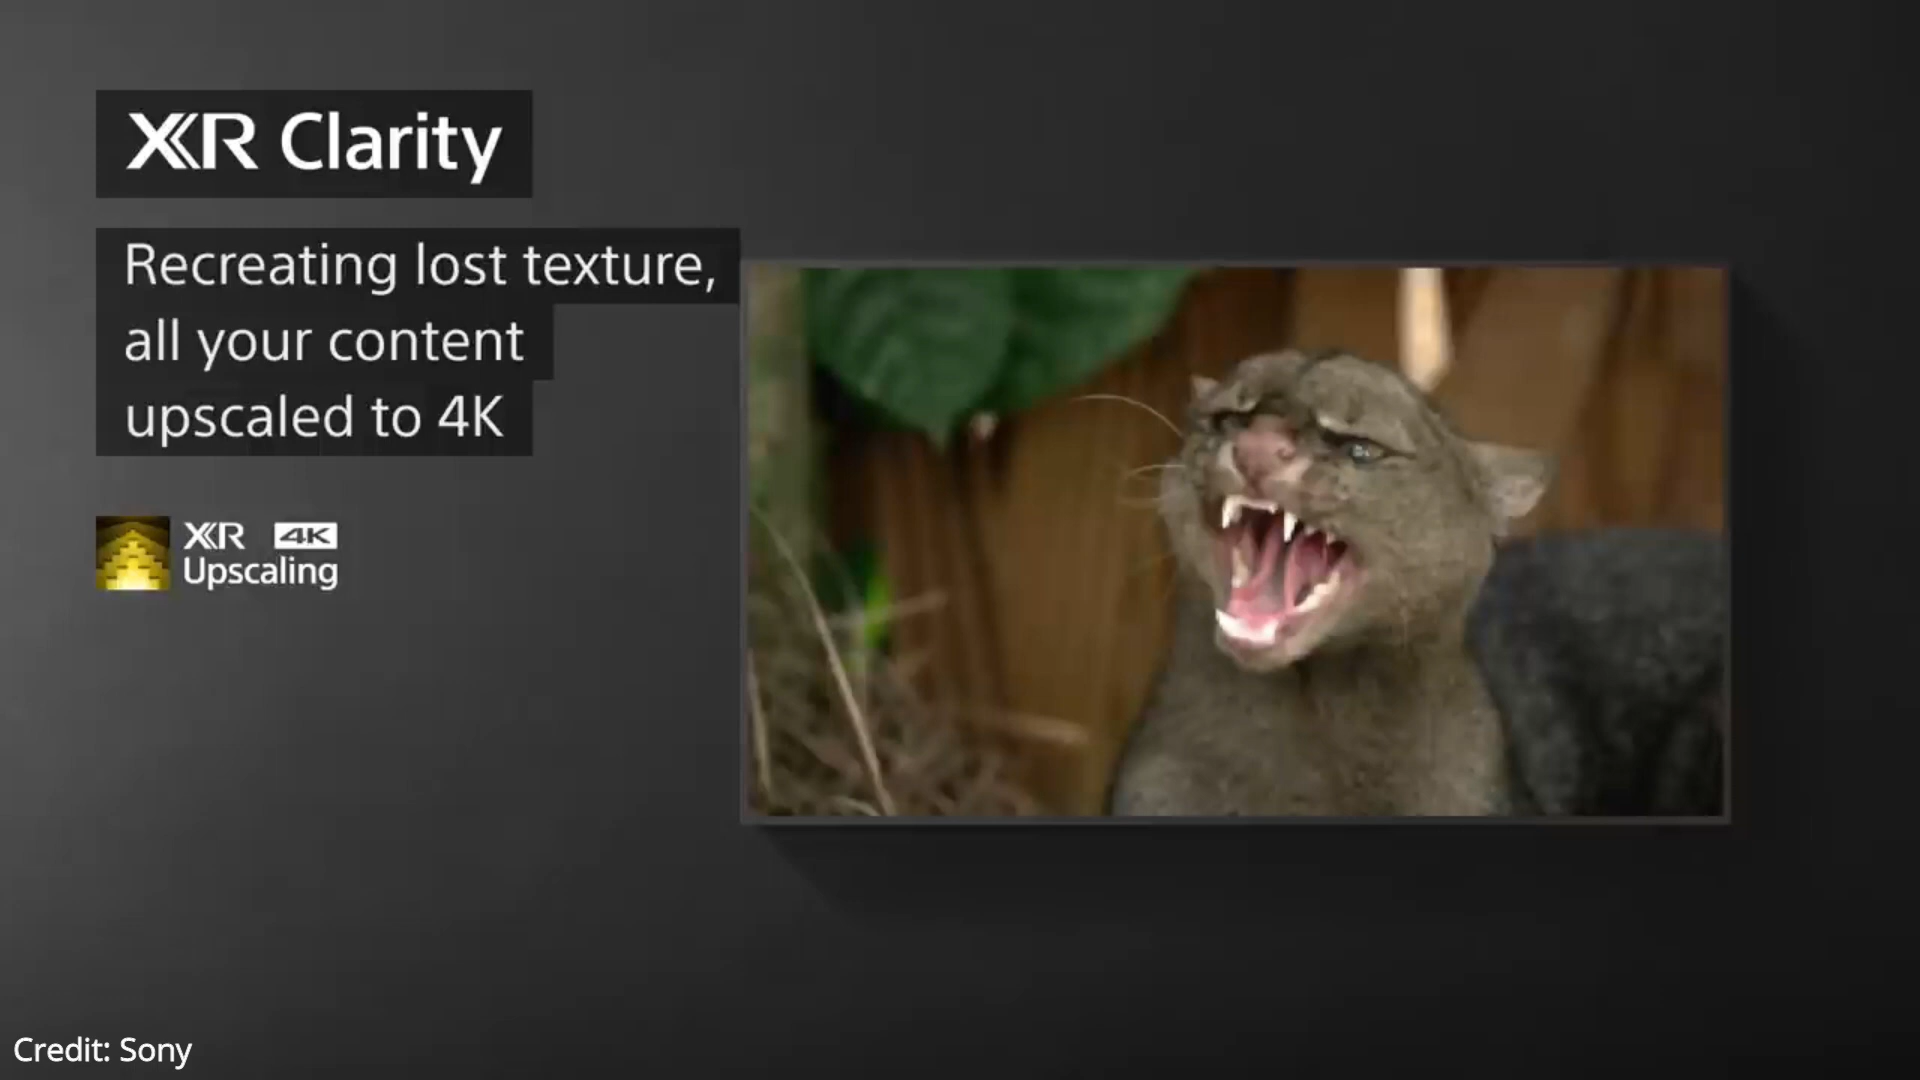 XR Clarity
Recreating lost texture,
all your content
upscaled to 4K
XR 4K
Upscaling
Credit: Sony